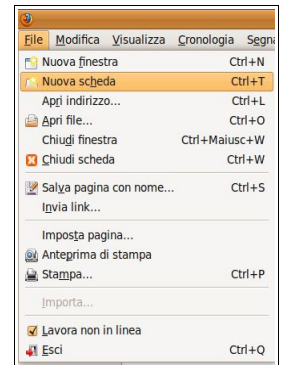 File Modifica Visualizza Cronologia Segna
Nuova finestra Ctrl+N
Nuova scheda Ctrl+T
Apri indirizzo... Ctrl+L
Apri file... Ctrl+O
Chiudi finestra Ctrl+Maiusc+W
Chiudi scheda Ctrl+W
Salva pagina con nome... Ctrl+S
Invia link...
Imposta pagina...
Anteprima di stampa
Stampa... Ctrl+P
Importa...
Lavora non in linea
Esci Ctrl+Q